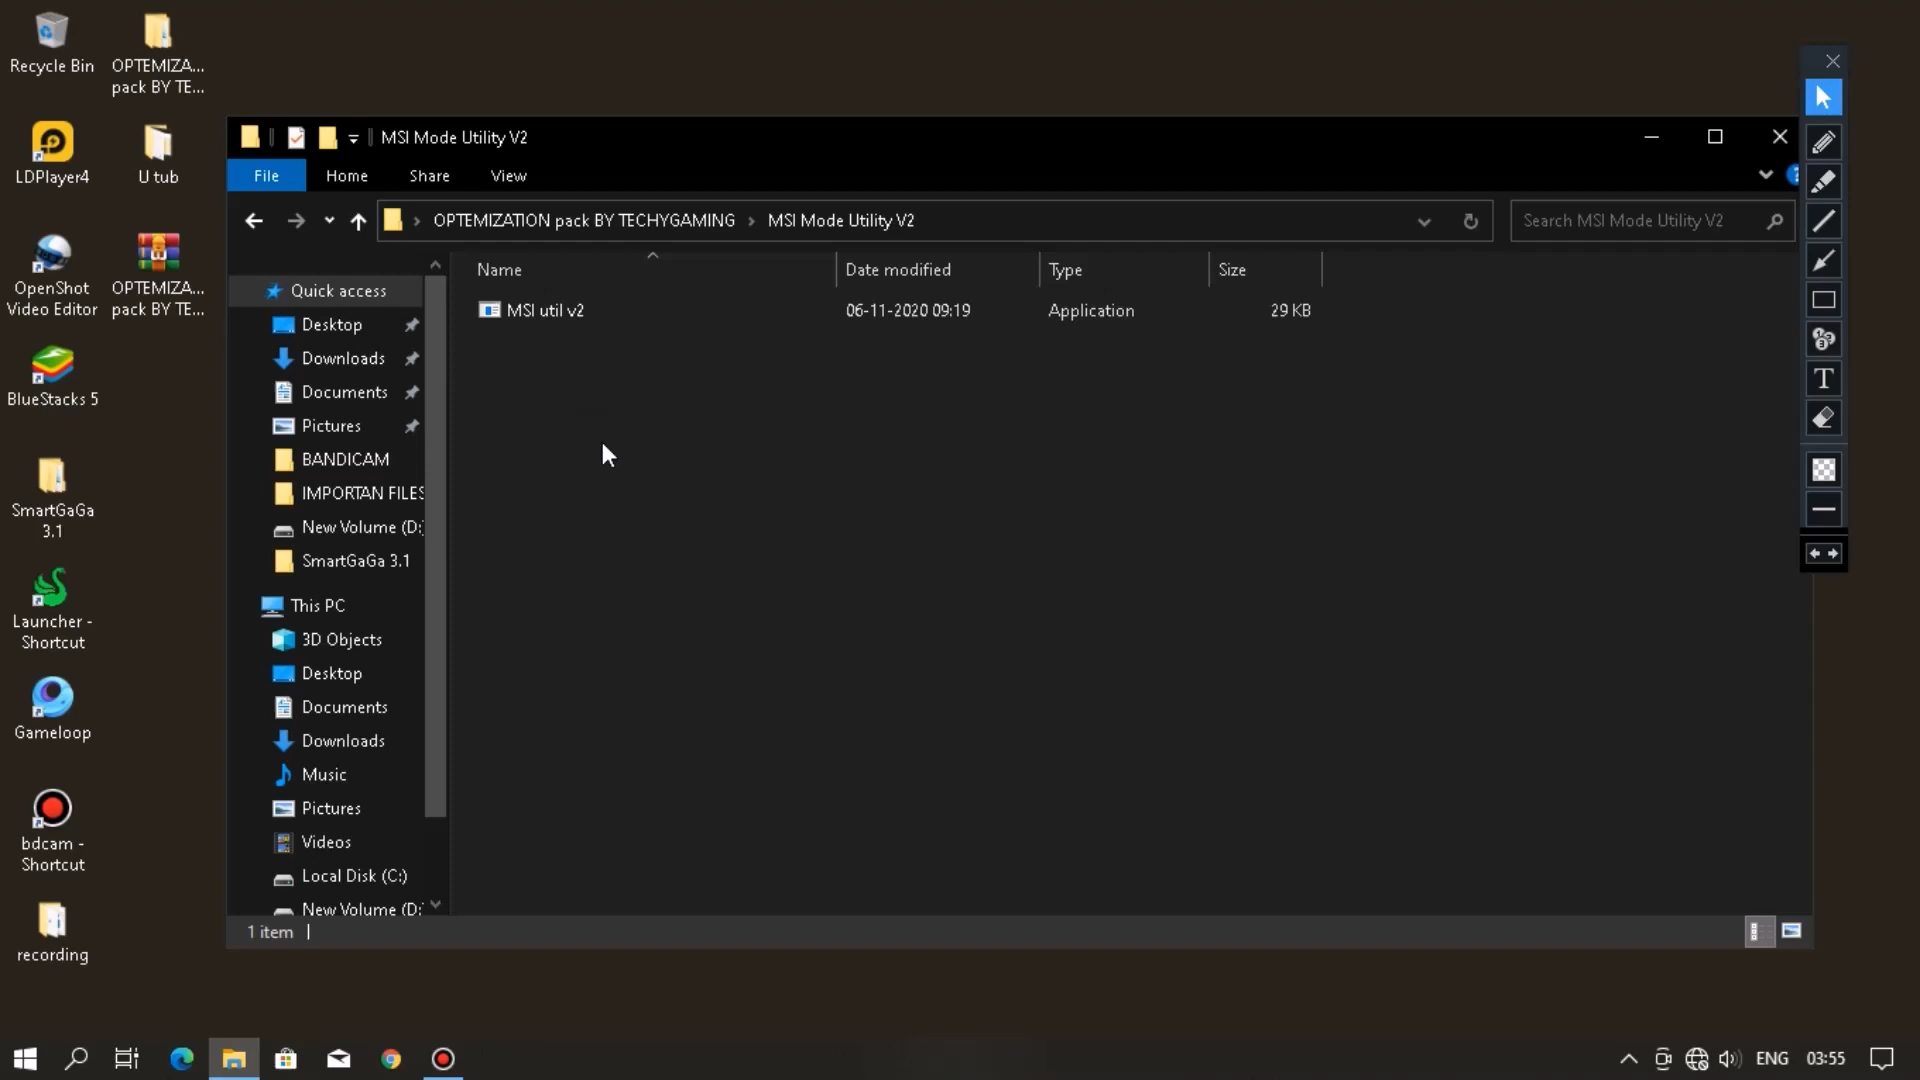 Recycle Bin
OPTEMIZA...
pack BY TE...
LDPlayer4
U tub
OpenShot
Video Editor
OPTEMIZA...
pack BY TE...
BlueStacks 5
SmartGaGa
3.1
Launcher -
Shortcut
Gameloop
bdcam -
Shortcut
recording
MSI Mode Utility V2
File
Home
Share
View
OPTEMIZATION pack BY TECHYGAMING
MSI Mode Utility V2
Search MSI Mode Utility V2
Name
Date modified
Type
Size
MSI util v2
06-11-2020 09:19
Application
29 KB
Quick access
Desktop
Downloads
Documents
Pictures
BANDICAM
IMPORTAN FILES
New Volume (D:)
SmartGaGa 3.1
This PC
3D Objects
Desktop
Documents
Downloads
Music
Pictures
Videos
Local Disk (C:)
New Volume (D:
1 item
T
ENG
03:55